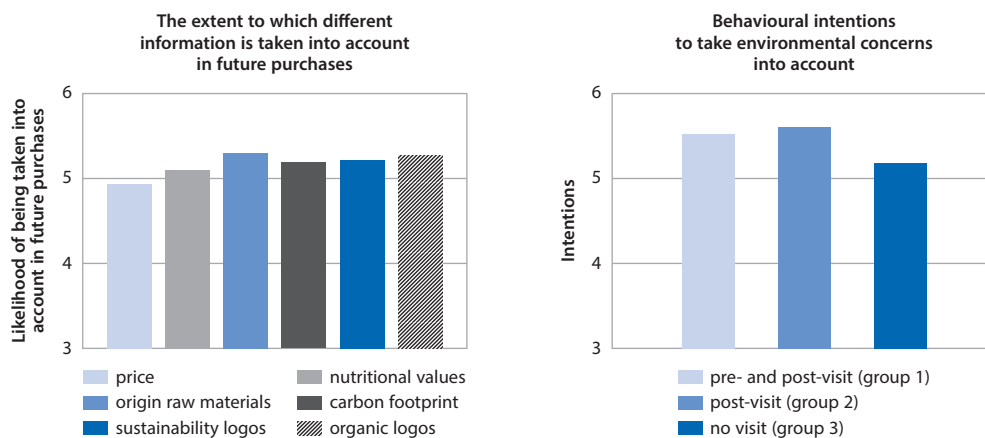 The extent to which different
information is taken into account
in future purchases
Likelihood of being taken into
account in future purchases
6
5
4
3
price
nutritional values
origin raw materials
carbon footprint
sustainability logos
organic logos
Behavioural intentions
to take environmental concerns
into account
Intentions
6
5
4
3
pre- and post-visit (group 1)
post-visit (group 2)
no visit (group 3)